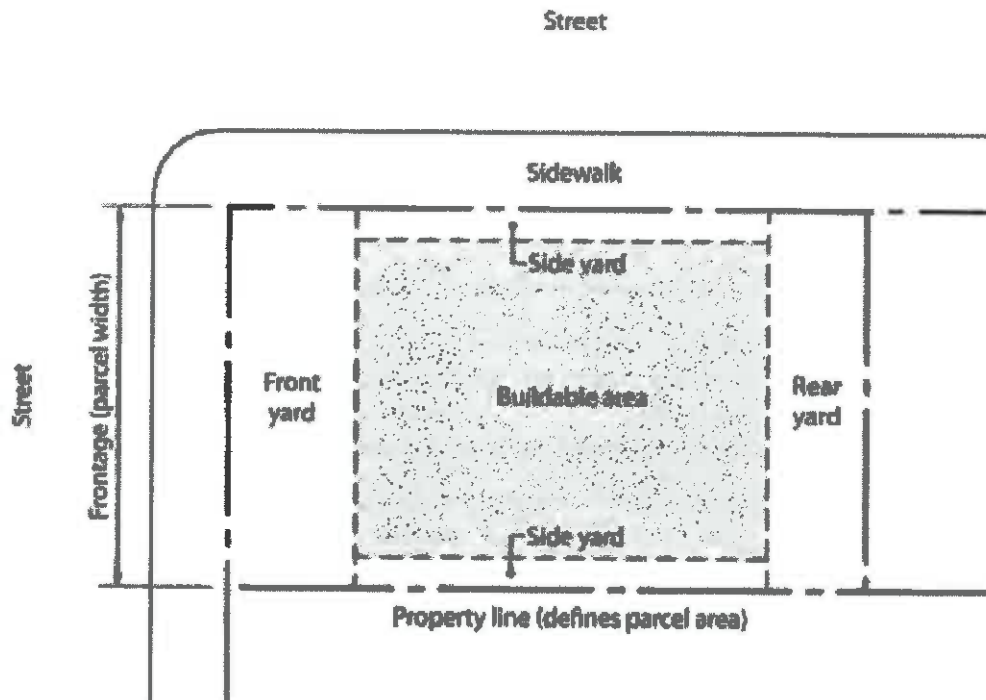 Street
Sidewalk
Side yard
Street
Frontage (parcel width)
Front
yard
Buildable area
Rear
yard
Side yard
Property line (defines parcel area)